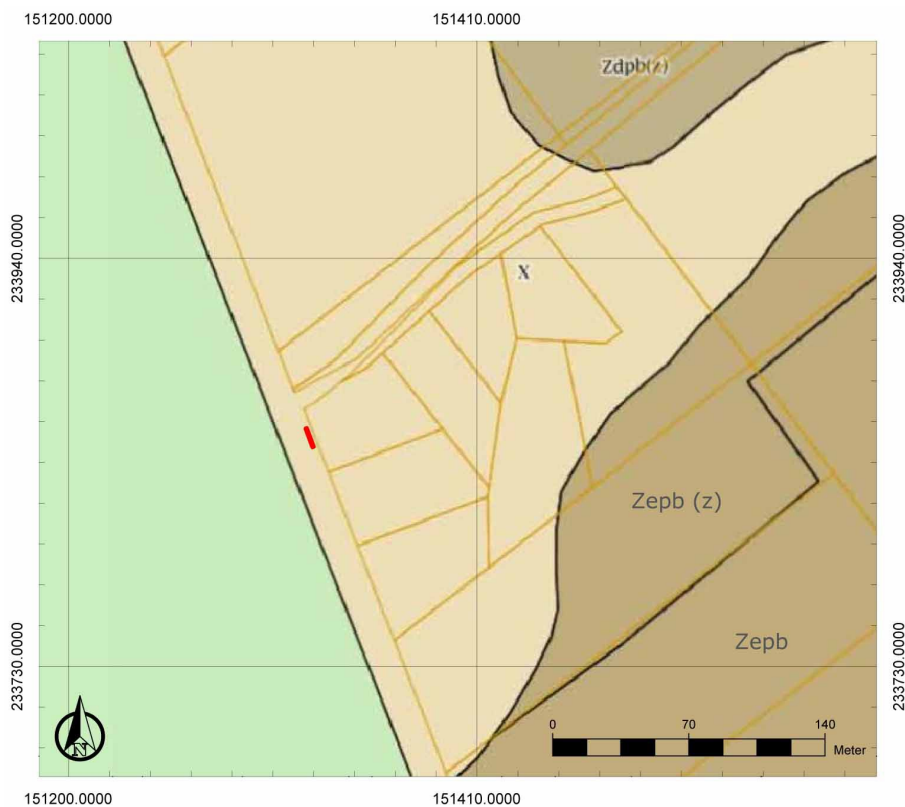 151200.0000 151410.0000
Zdpb(z)
233940.0000 233940.0000
X
Zepb (z)
Zepb
233730.0000 233730.0000
N
0 70 140
Meter
151200.0000 151410.0000